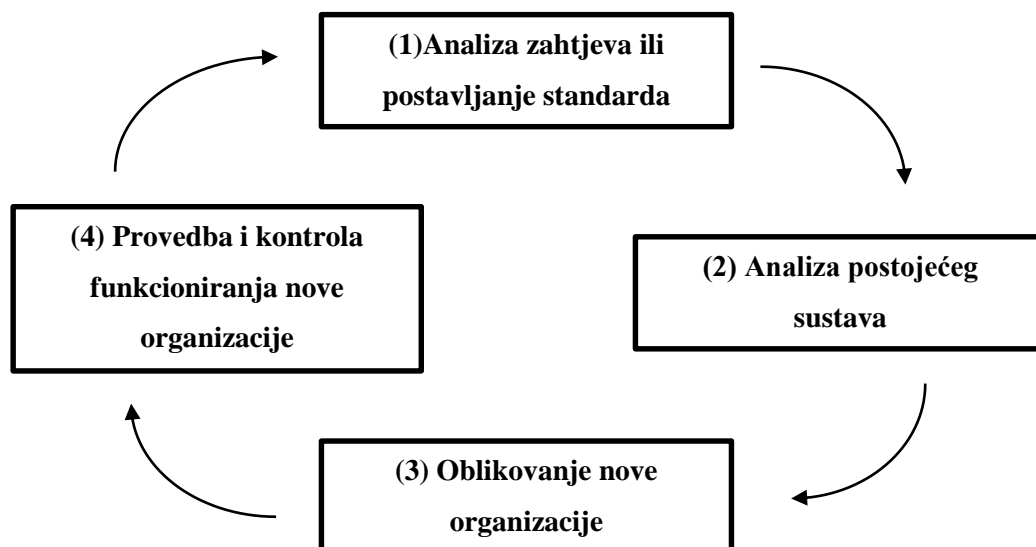 (1)Analiza zahtjeva ili
postavljanje standarda
(2) Analiza postojećeg
sustava
(3) Oblikovanje nove
organizacije
(4) Provedba i kontrola
funkcioniranja nove
organizacije